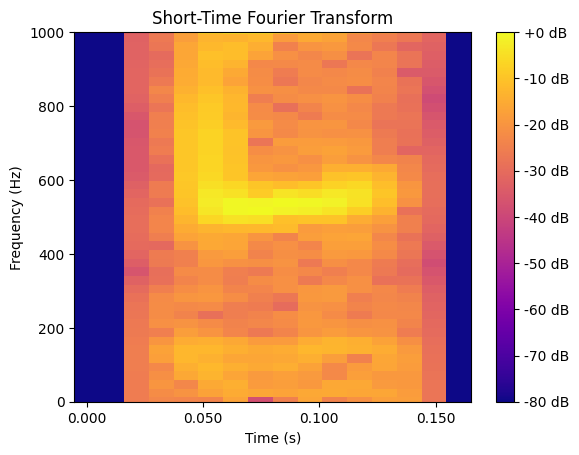 Short-Time Fourier Transform
1000
800
600
400
200
0
Frequency (Hz)
0.000
0.050
0.100
0.150
Time (s)
+0 dB
-10 dB
-20 dB
-30 dB
-40 dB
-50 dB
-60 dB
-70 dB
-80 dB